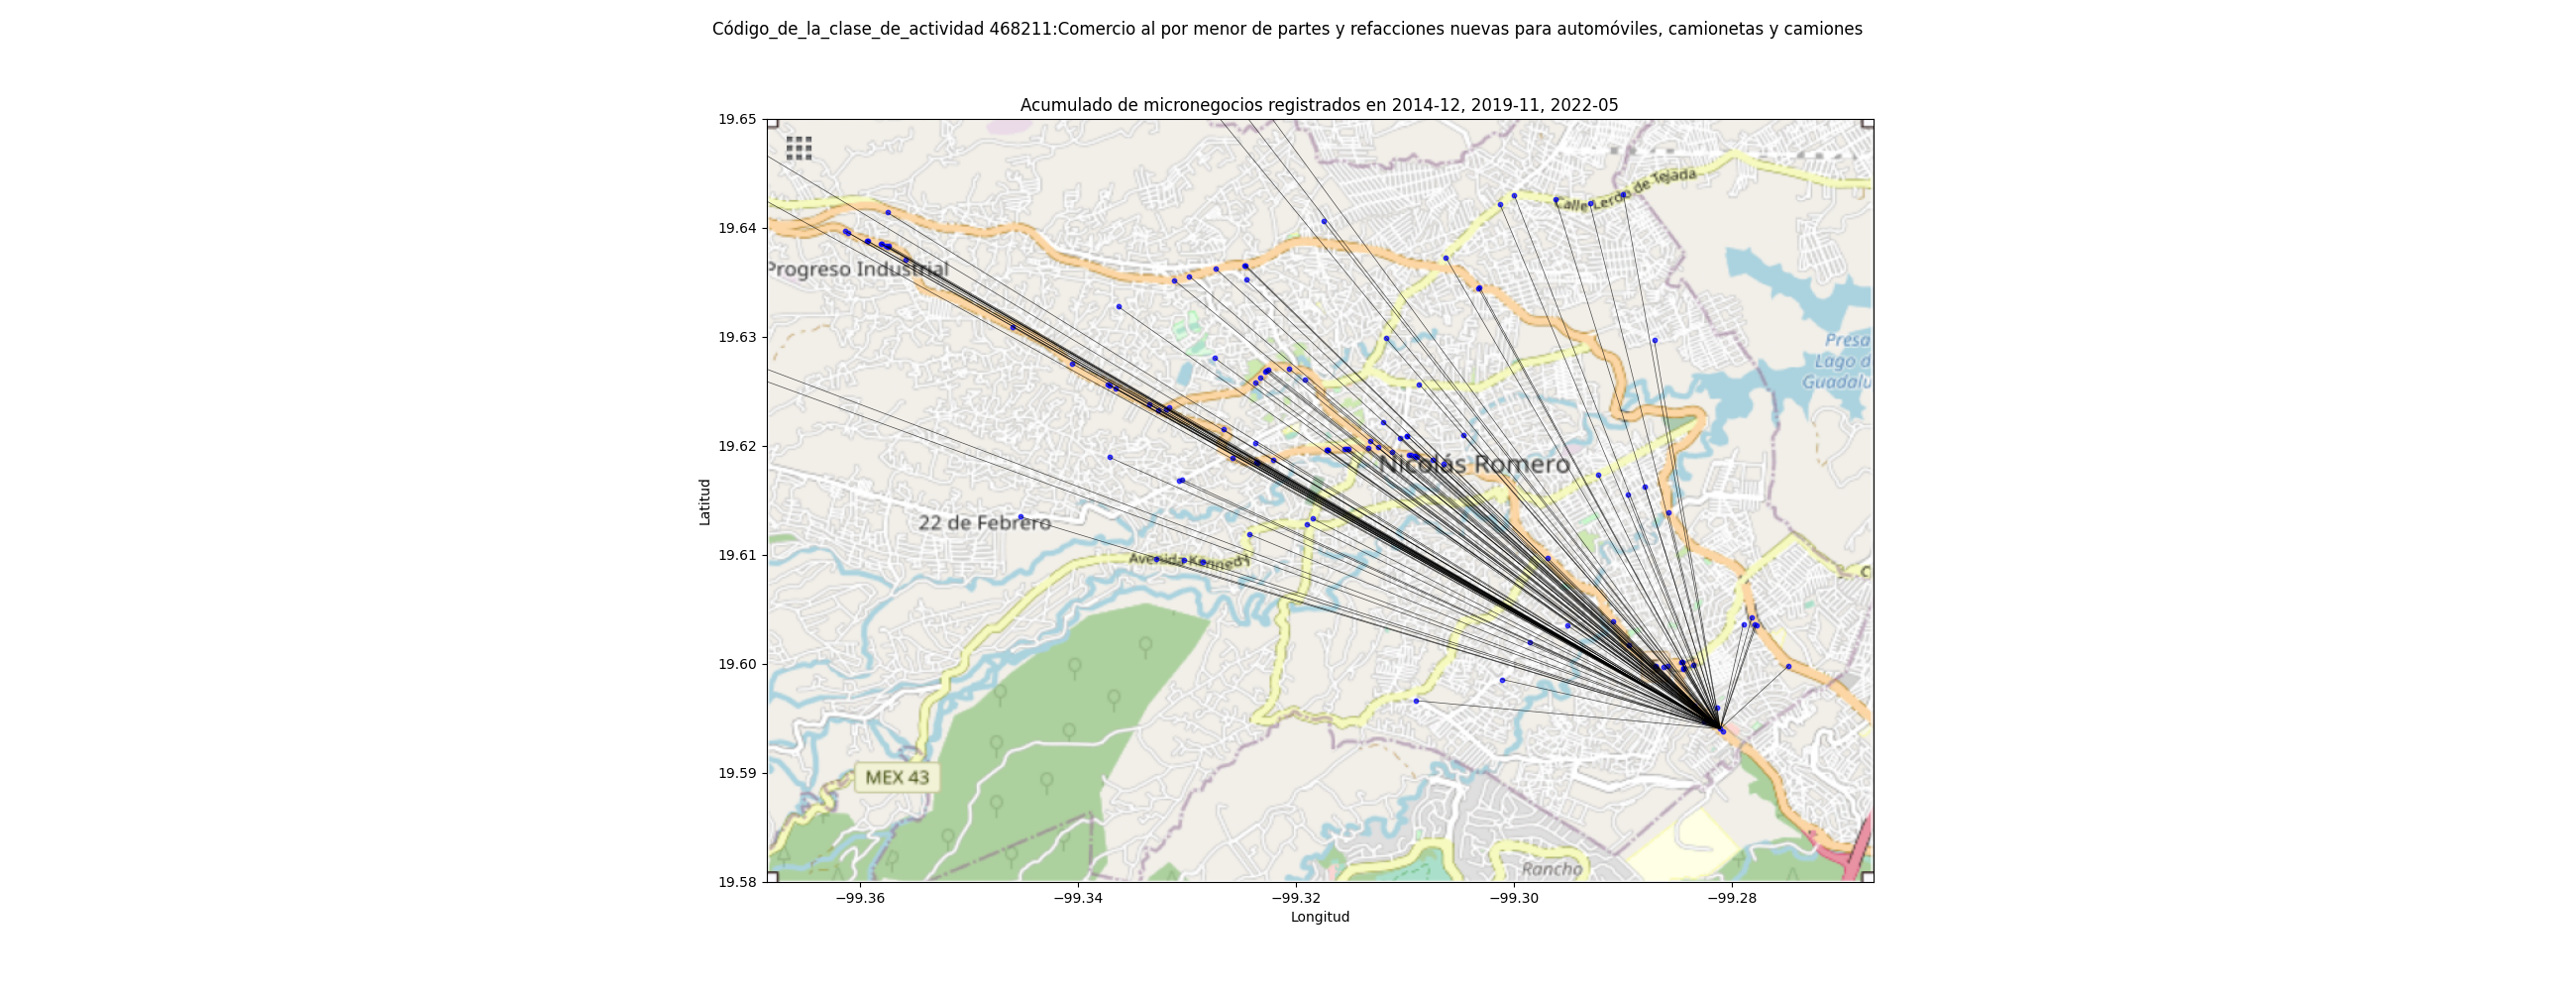 Código_de_la_clase_de_actividad 468211:Comercio al por menor de partes y refacciones nuevas para automóviles, camionetas y camiones
Acumulado de micronegocios registrados en 2014-12, 2019-11, 2022-05
19.65
Calle Lerdo de Tejada
19.64
Progreso Industrial
19.63
Presa
Lago d
Guadalu
19.62
Nicolás Romero
Latitud
22 de Febrero
19.61
Avenida Kennedy
C
19.60
19.59
MEX 43
Rancho
19.58
−99.36
−99.34
−99.32
−99.30
−99.28
Longitud